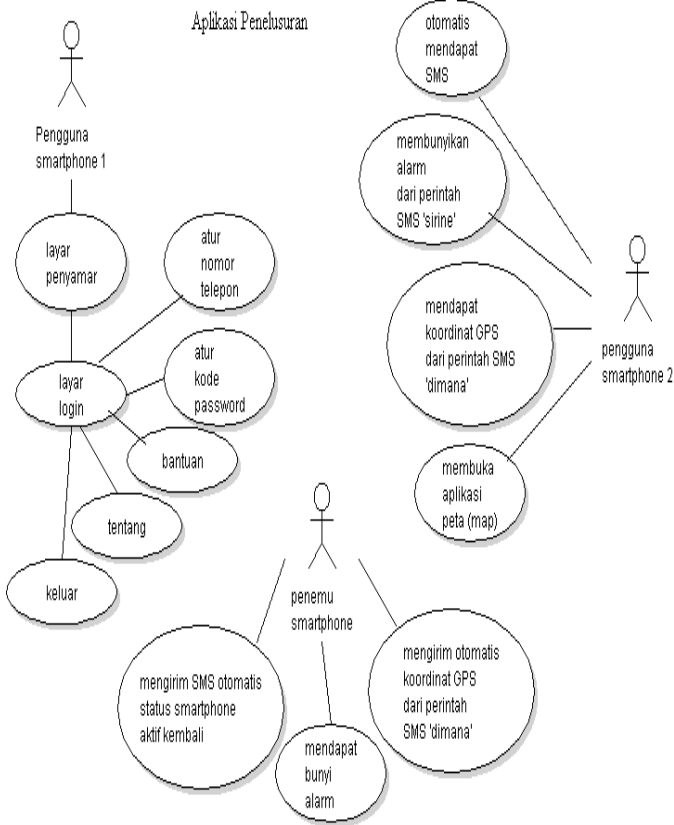 Aplikasi Penelusuran
Pengguna
smartphone 1
layar
penyamar
layar
login
atur
nomor
telepon
atur
kode
password
bantuan
tentang
keluar
otomatis
mendapat
SMS
membunyikan
alarm
dari perintah
SMS 'sirine'
mendapat
koordinat GPS
dari perintah SMS
'dimana'
membuka
aplikasi
peta (map)
pengguna
smartphone 2
penemu
smartphone
mengirim SMS otomatis
status smartphone
aktif kembali
mendapat
bunyi
alarm
mengirim otomatis
koordinat GPS
dari perintah
SMS 'dimana'